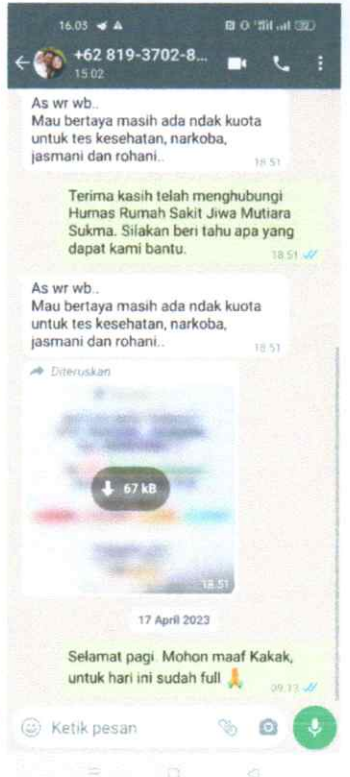 16.03
+62 819-3702-8...
15.02
As wr wb..
Mau bertaya masih ada ndak kuota
untuk tes kesehatan, narkoba,
jasmani dan rohani..
18.51
Terima kasih telah menghubungi
Humas Rumah Sakit Jiwa Mutiara
Sukma. Silakan beri tahu apa yang
dapat kami bantu.
18.51
As wr wb..
Mau bertaya masih ada ndak kuota
untuk tes kesehatan, narkoba,
jasmani dan rohani..
18.51
Diteruskan
67 kB
18.51
17 April 2023
Selamat pagi. Mohon maaf Kakak,
untuk hari ini sudah full 🙏
09.13
Ketik pesan